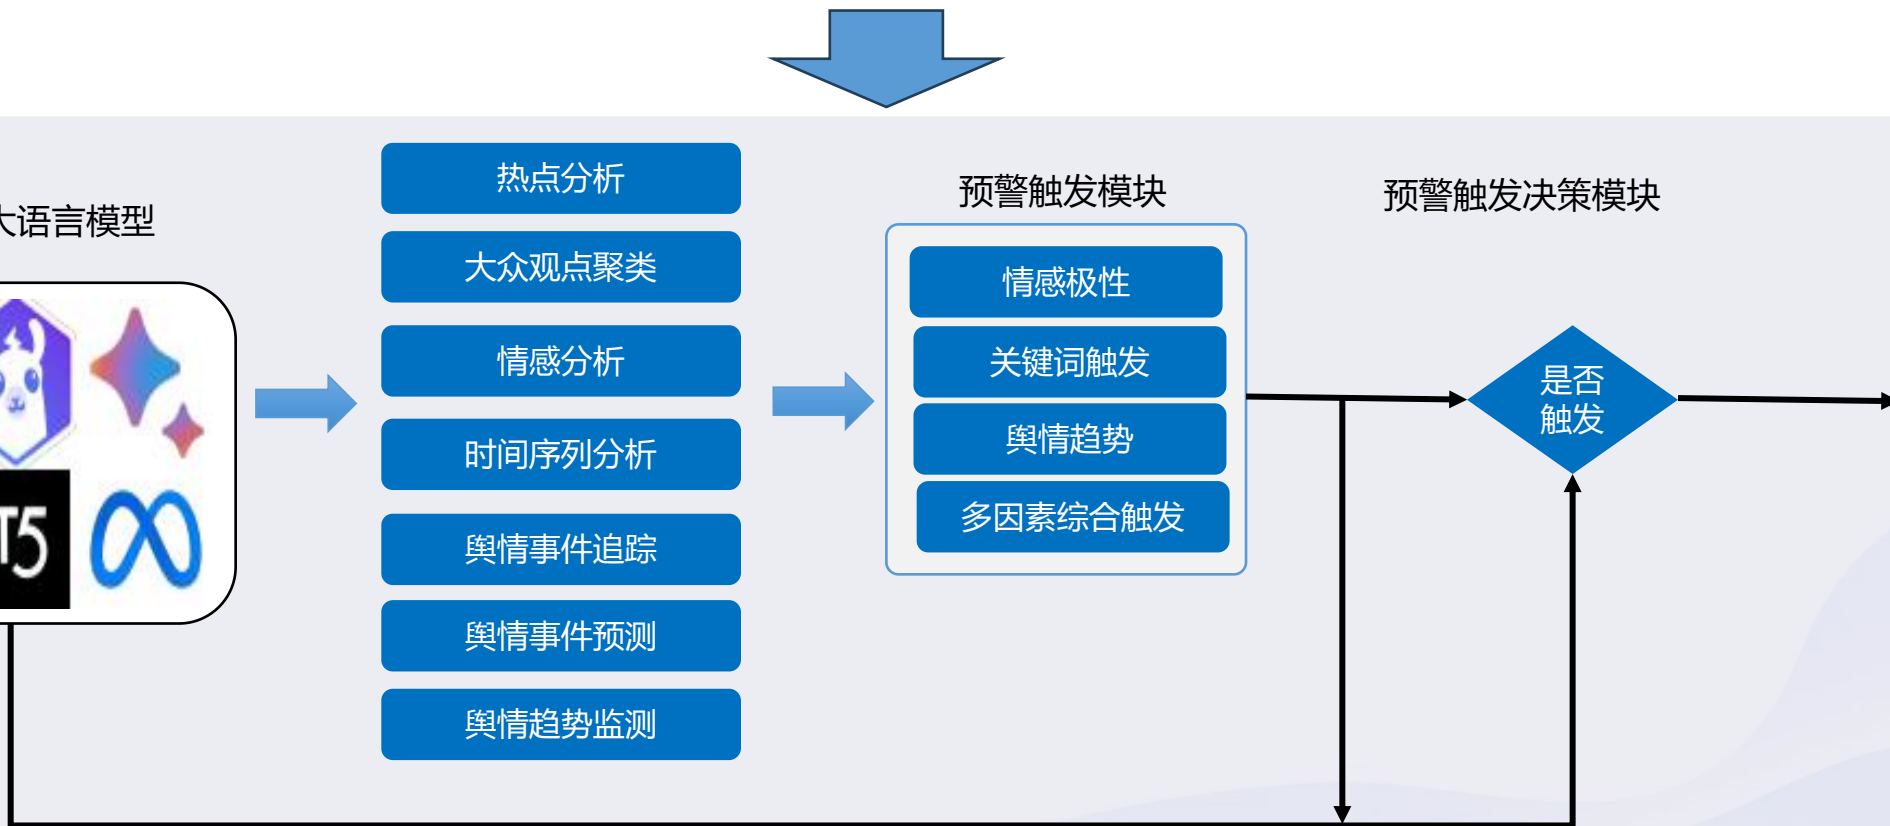 大语言模型
T5
热点分析
大众观点聚类
情感分析
时间序列分析
舆情事件追踪
舆情事件预测
舆情趋势监测
预警触发模块
情感极性
关键词触发
舆情趋势
多因素综合触发
预警触发决策模块
是否
触发